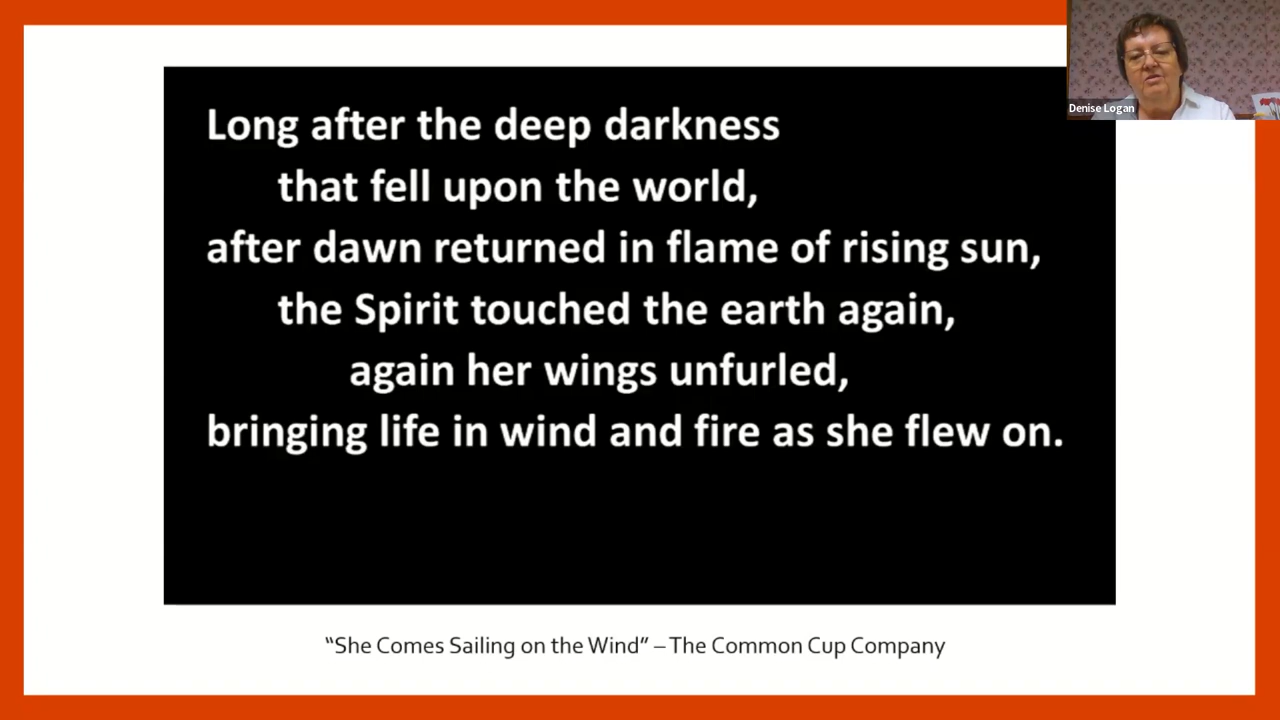 Long after the deep darkness
that fell upon the world,
after dawn returned in flame of rising sun,
the Spirit touched the earth again,
again her wings unfurled,
bringing life in wind and fire as she flew on.
“She Comes Sailing on the Wind” – The Common Cup Company
Denise Logan